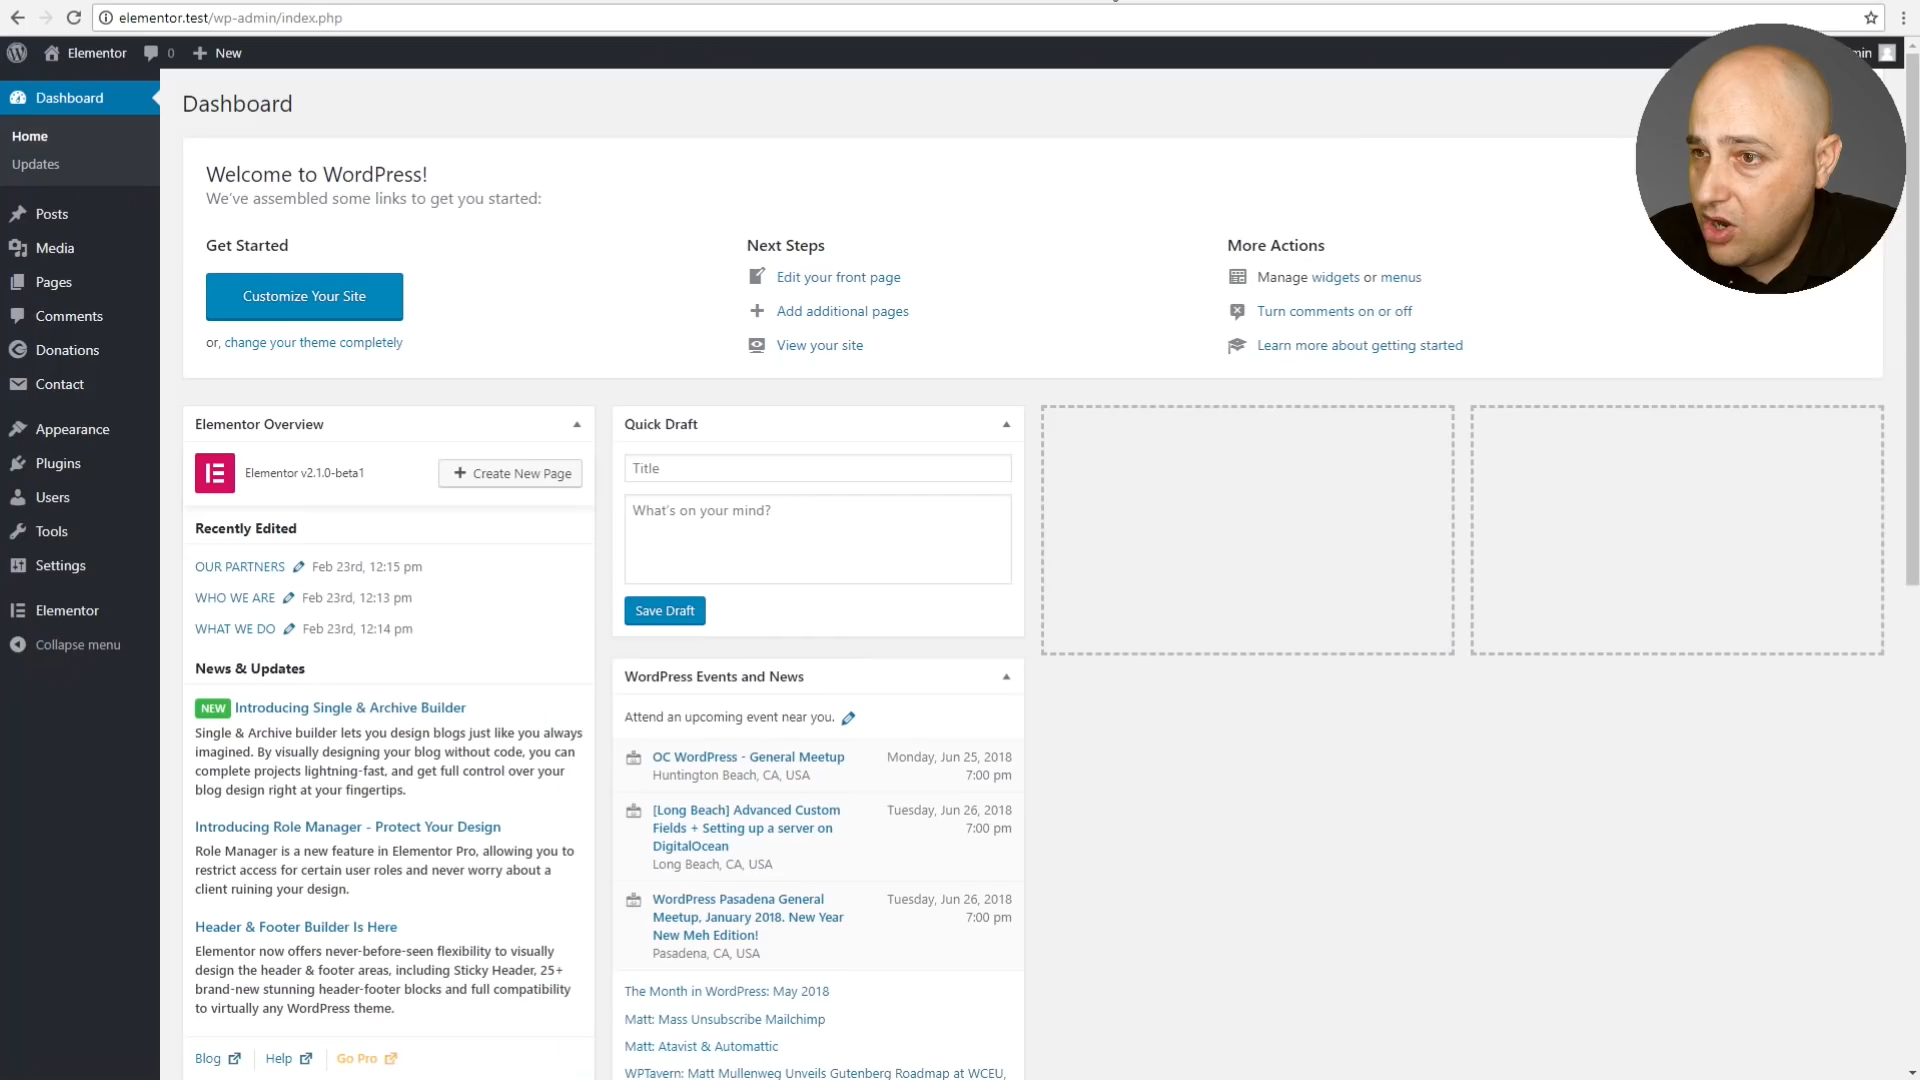 elementor.test/wp-admin/index.php
Elementor
0
New
min
Dashboard
Home
Updates
Posts
Media
Pages
Comments
Donations
Contact
Appearance
Plugins
Users
Tools
Settings
Elementor
Collapse menu
Dashboard
Welcome to WordPress!
We've assembled some links to get you started:
Get Started
Customize Your Site
or, change your theme completely
Next Steps
Edit your front page
Add additional pages
View your site
More Actions
Manage widgets or menus
Turn comments on or off
Learn more about getting started
Elementor Overview
Elementor v2.1.0-beta1
Create New Page
Recently Edited
OUR PARTNERS Feb 23rd, 12:15 pm
WHO WE ARE Feb 23rd, 12:13 pm
WHAT WE DO Feb 23rd, 12:14 pm
News & Updates
NEW Introducing Single & Archive Builder
Single & Archive builder lets you design blogs just like you always
imagined. By visually designing your blog without code, you can
complete projects lightning-fast, and get full control over your
blog design right at your fingertips.
Introducing Role Manager - Protect Your Design
Role Manager is a new feature in Elementor Pro, allowing you to
restrict access for certain user roles and never worry about a
client ruining your design.
Header & Footer Builder Is Here
Elementor now offers never-before-seen flexibility to visually
design the header & footer areas, including Sticky Header, 25+
brand-new stunning header-footer blocks and full compatibility
to virtually any WordPress theme.
Blog Help Go Pro
Quick Draft
Title
What's on your mind?
Save Draft
WordPress Events and News
Attend an upcoming event near you.
OC WordPress - General Meetup Monday, Jun 25, 2018
Huntington Beach, CA, USA 7:00 pm
[Long Beach] Advanced Custom Tuesday, Jun 26, 2018
Fields + Setting up a server on 7:00 pm
DigitalOcean
Long Beach, CA, USA
WordPress Pasadena General Tuesday, Jun 26, 2018
Meetup, January 2018. New Year 7:00 pm
New Meh Edition!
Pasadena, CA, USA
The Month in WordPress: May 2018
Matt: Mass Unsubscribe Mailchimp
Matt: Atavist & Automattic
WPTavern: Matt Mullenweg Unveils Gutenberg Roadmap at WCEU,